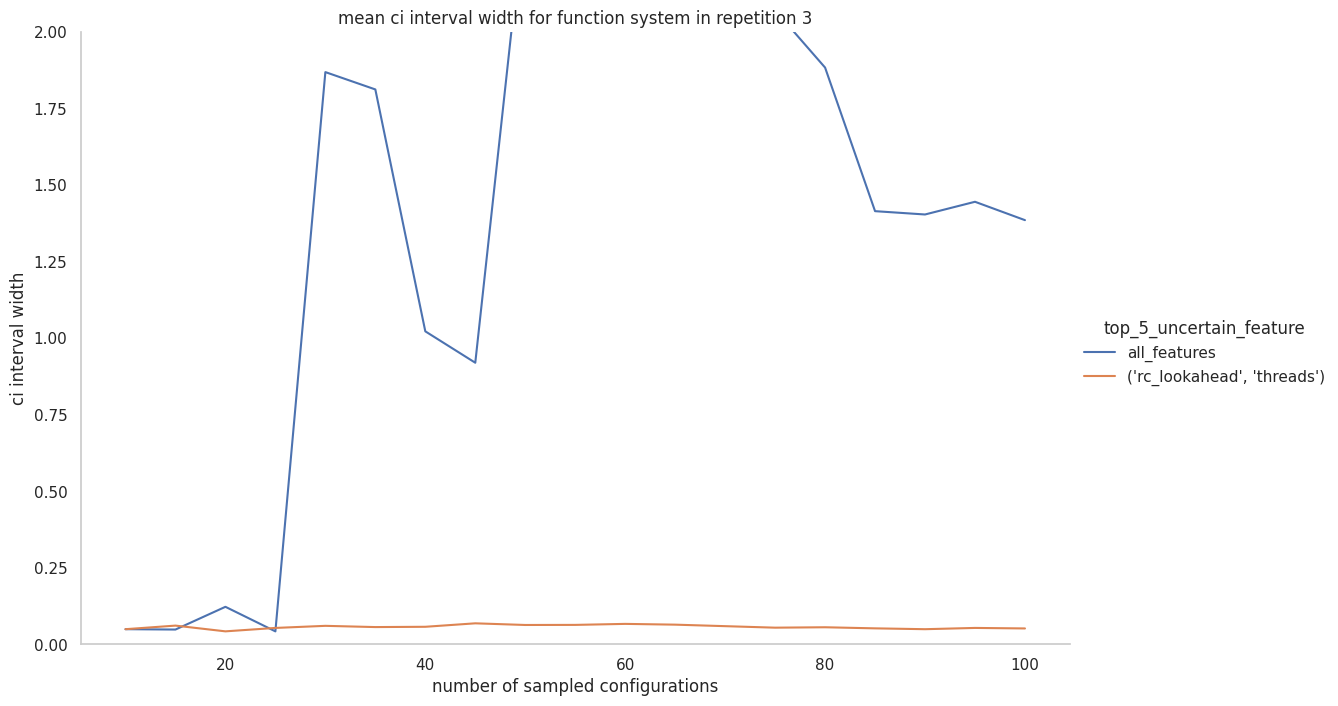 mean ci interval width for function system in repetition 3
2.00
1.75
1.50
1.25
1.00
0.75
0.50
0.25
0.00
ci interval width
20 40 60 80 100
number of sampled configurations
top_5_uncertain_feature
all_features
('rc_lookahead', 'threads')